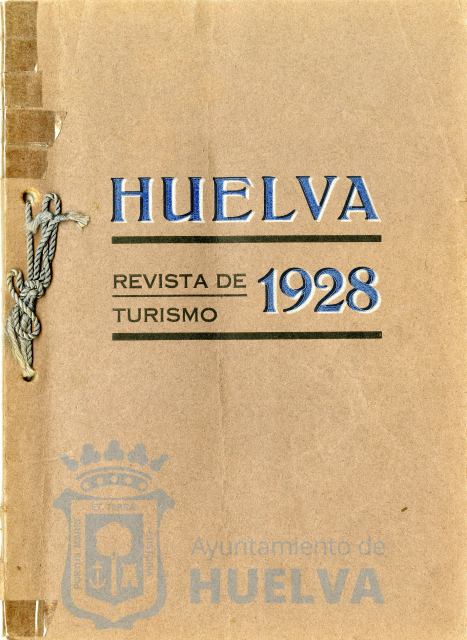 HUELVA
REVISTA DE
TURISMO
1928
Ayuntamiento de
HUELVA